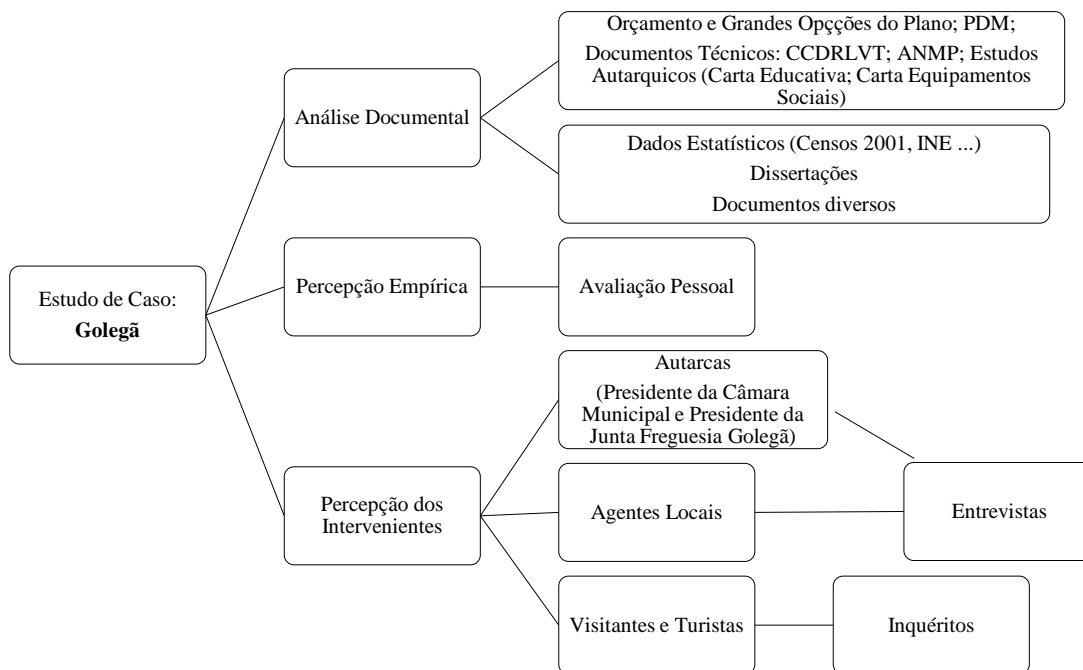 Orçamento e Grandes Opçções do Plano; PDM;
Documentos Técnicos: CCDRLVT; ANMP; Estudos
Autarquicos (Carta Educativa; Carta Equipamentos
Sociais)
Análise Documental
Dados Estatísticos (Censos 2001, INE ...)
Dissertações
Documentos diversos
Estudo de Caso:
Golegã
Percepção Empírica
Avaliação Pessoal
Autarcas
(Presidente da Câmara
Municipal e Presidente da
Junta Freguesia Golegã)
Percepção dos
Intervenientes
Agentes Locais
Entrevistas
Visitantes e Turistas
Inquéritos